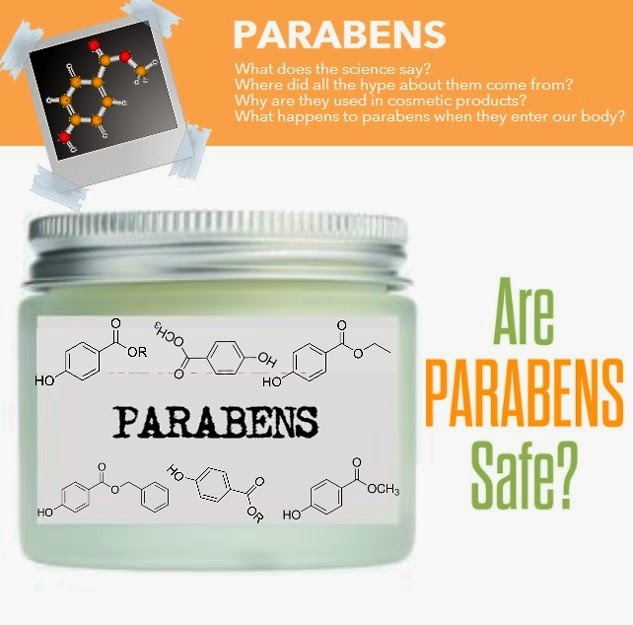 PARABENS
What does the science say?
Where did all the hype about them come from?
Why are they used in cosmetic products?
What happens to parabens when they enter our body?
O
OR
HO
OCH3
O
OH
O
O
HO
PARABENS
O
O
HO
HO
O
OR
O
OCH3
HO
Are
PARABENS
Safe?